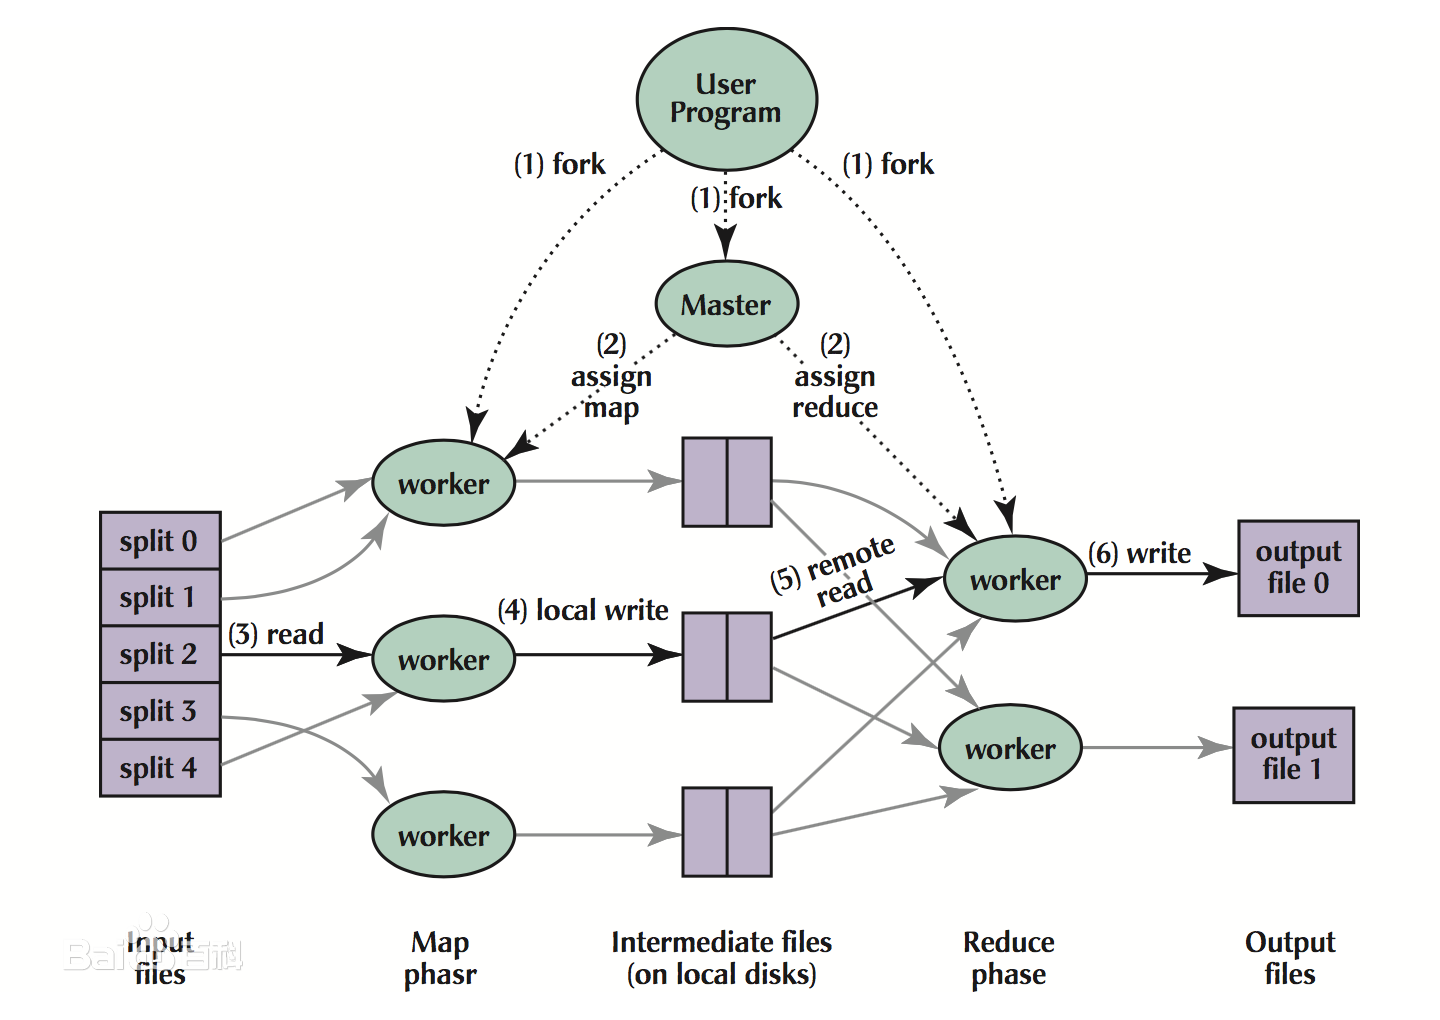 User
Program
(1) fork
(1) fork
(1) fork
Master
(2)
assign
map
(2)
assign
reduce
worker
split 0
split 1
split 2
split 3
split 4
(3) read
worker
(4) local write
(5) remote
read
worker
(6) write
output
file 0
worker
output
file 1
worker
Input
files
Map
phasr
Intermediate files
(on local disks)
Reduce
phase
Output
files
Baidu百科